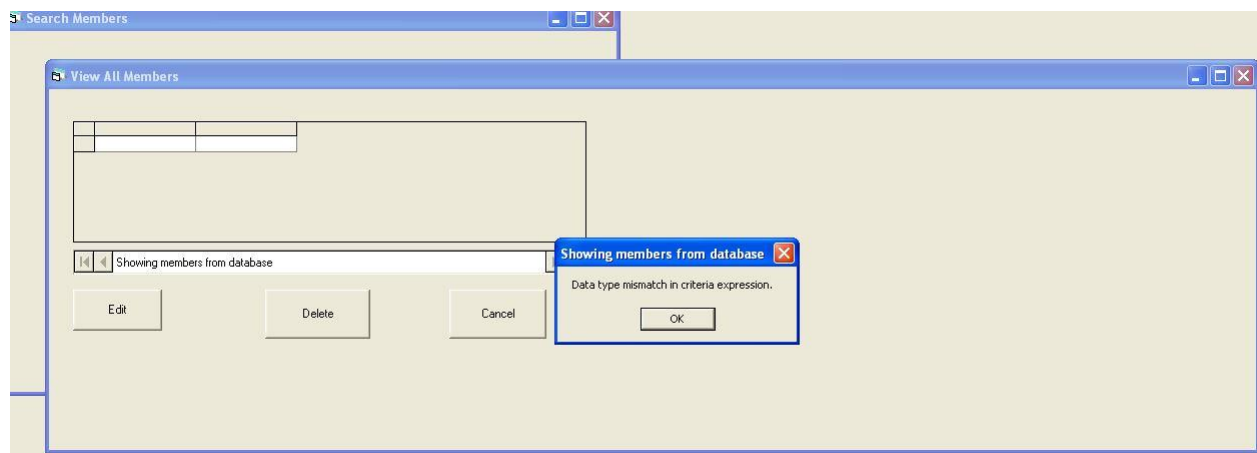 Search Members
View All Members
Showing members from database
Showing members from database
Data type mismatch in criteria expression.
OK
Edit
Delete
Cancel